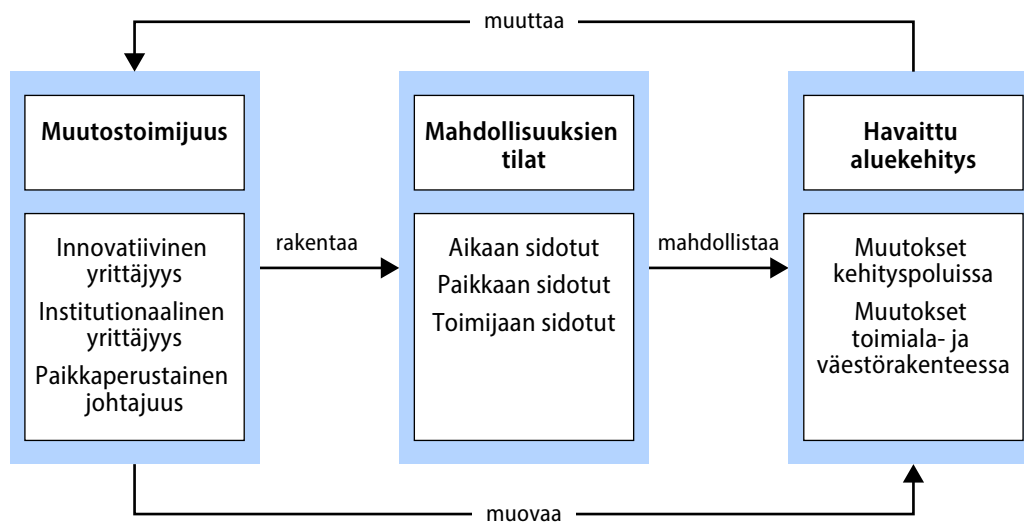 muuttaa
Muutostoimijuus
Innovatiivinen
yrittäjyys
Institutionaalinen
yrittäjyys
Paikkaperustainen
johtajuus
rakentaa
Mahdollisuuksien
tilat
Aikaan sidotut
Paikkaan sidotut
Toimijaan sidotut
mahdollistaa
Havaittu
aluekehitys
Muutokset
kehityspoluissa
Muutokset
toimiala- ja
väestörakenteessa
muovaa